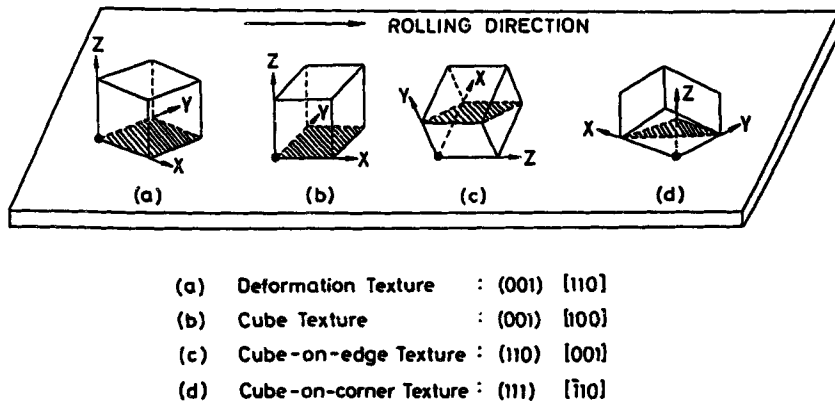 ROLLING DIRECTION
Z Y X
Z Y X
Y X Z
X Z Y
(a) (b) (c) (d)
(a) Deformation Texture : (001) [110]
(b) Cube Texture : (001) [100]
(c) Cube-on-edge Texture : (110) [001]
(d) Cube-on-corner Texture : (111) [1̄10]